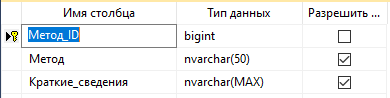 Имя столбца Тип данных Разрешить ...
Метод_ID bigint
Метод nvarchar(50)
Краткие_сведения nvarchar(MAX)